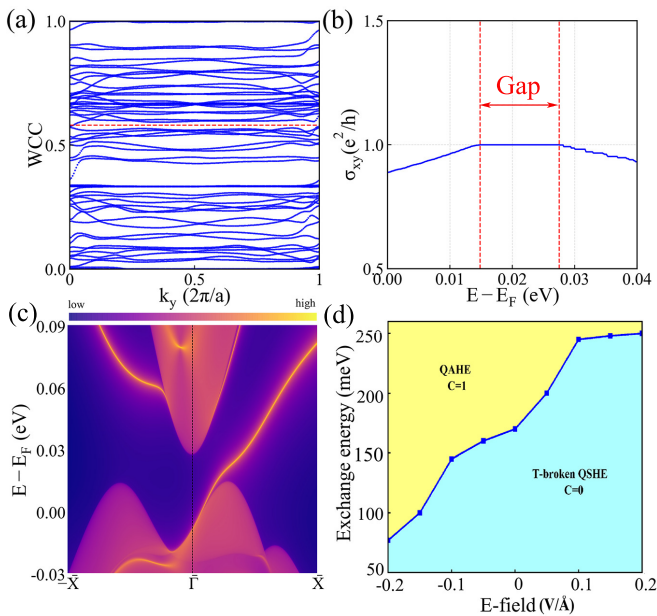 (a)
1.0
0.5
0.0
WCC
0
0.5
1
k_y (2π/a)
(b)
1.5
1.0
0.5
σ_xy(e²/h)
Gap
0.00
0.01
0.02
0.03
0.04
E−E_F (eV)
(c)
low
high
0.09
0.06
0.03
0.00
-0.03
E−E_F (eV)
-X̄
Γ̄
X̄
(d)
250
200
150
100
50
Exchange energy (meV)
QAHE
C=1
T-broken QSHE
C=0
-0.2
-0.1
0
0.1
0.2
E-field (V/Å)